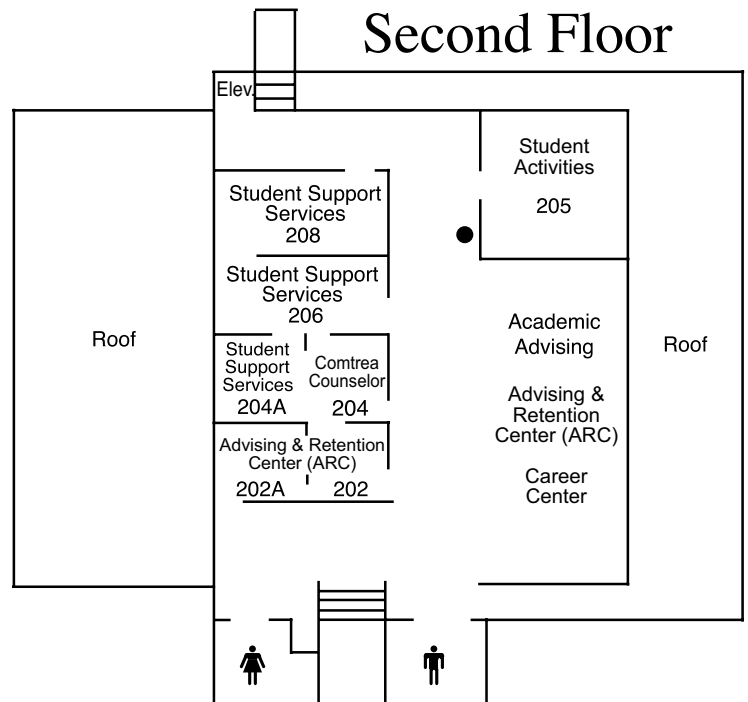 Second Floor
Elev.
Student
Activities
205
Student Support
Services
208
Student Support
Services
206
Roof
Academic
Advising
Roof
Student
Support
Services
204A
Comtrea
Counselor
204
Advising &
Retention
Center (ARC)
Advising & Retention
Center (ARC)
202A
202
Career
Center